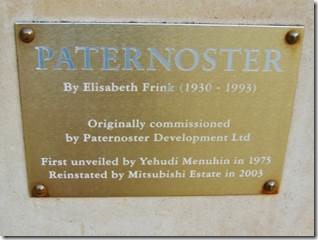 PATERNOSTER
By Elisabeth Frink (1930 - 1993)
Originally commissioned
by Paternoster Development Ltd
First unveiled by Yehudi Menuhin in 1975
Reinstated by Mitsubishi Estate in 2003